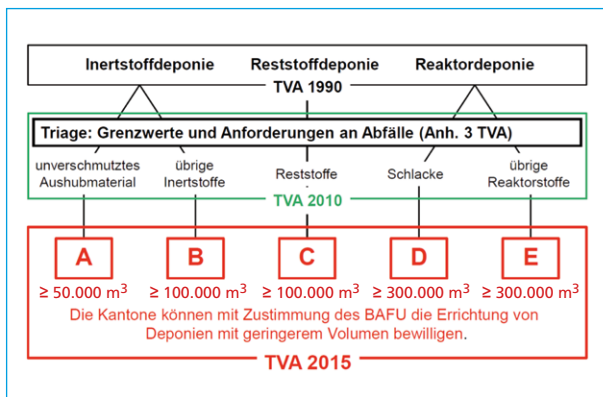 Inertstoffdeponie Reststoffdeponie Reaktordeponie
TVA 1990
Triage: Grenzwerte und Anforderungen an Abfälle (Anh. 3 TVA)
unverschmutztes Aushubmaterial
übrige Inertstoffe
Reststoffe
Schlacke
übrige Reaktorstoffe
TVA 2010
A B C D E
≥ 50.000 m³ ≥ 100.000 m³ ≥ 100.000 m³ ≥ 300.000 m³ ≥ 300.000 m³
Die Kantone können mit Zustimmung des BAFU die Errichtung von
Deponien mit geringerem Volumen bewilligen.
TVA 2015